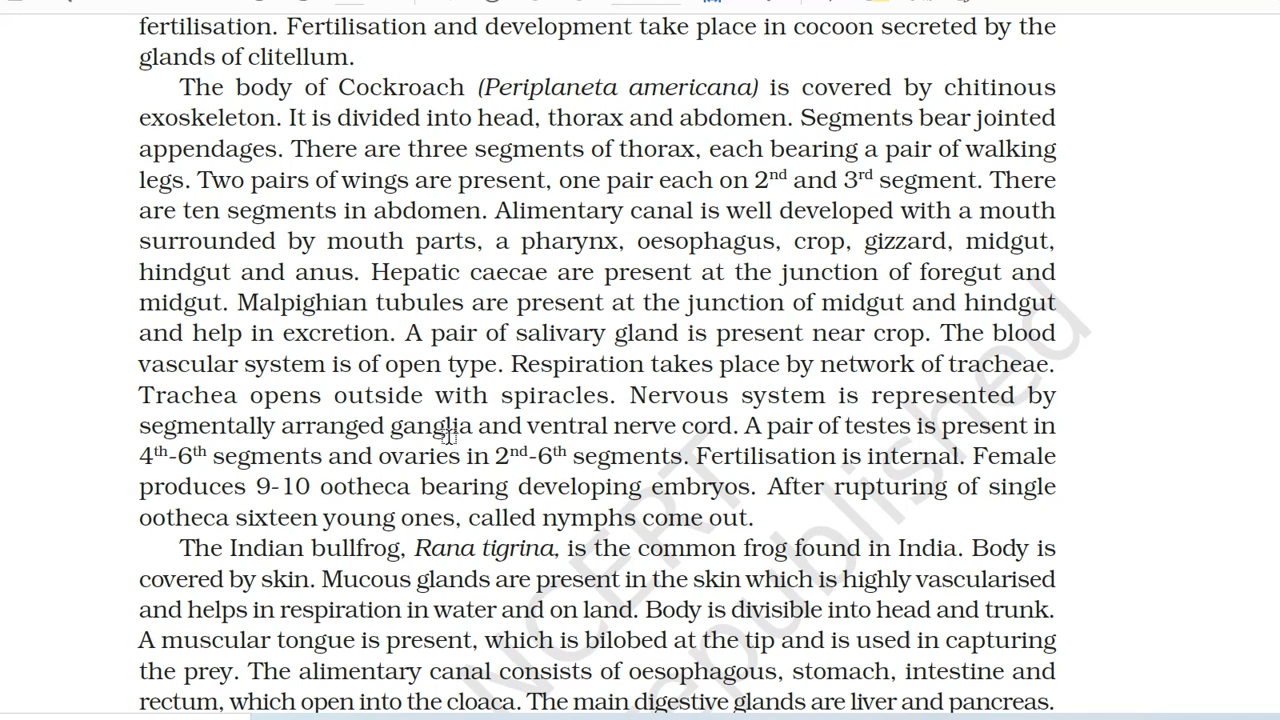 fertilisation. Fertilisation and development take place in cocoon secreted by the
glands of clitellum.
The body of Cockroach (Periplaneta americana) is covered by chitinous
exoskeleton. It is divided into head, thorax and abdomen. Segments bear jointed
appendages. There are three segments of thorax, each bearing a pair of walking
legs. Two pairs of wings are present, one pair each on 2nd and 3rd segment. There
are ten segments in abdomen. Alimentary canal is well developed with a mouth
surrounded by mouth parts, a pharynx, oesophagus, crop, gizzard, midgut,
hindgut and anus. Hepatic caecae are present at the junction of foregut and
midgut. Malpighian tubules are present at the junction of midgut and hindgut
and help in excretion. A pair of salivary gland is present near crop. The blood
vascular system is of open type. Respiration takes place by network of tracheae.
Trachea opens outside with spiracles. Nervous system is represented by
segmentally arranged ganglia and ventral nerve cord. A pair of testes is present in
4th-6th segments and ovaries in 2nd-6th segments. Fertilisation is internal. Female
produces 9-10 ootheca bearing developing embryos. After rupturing of single
ootheca sixteen young ones, called nymphs come out.
The Indian bullfrog, Rana tigrina, is the common frog found in India. Body is
covered by skin. Mucous glands are present in the skin which is highly vascularised
and helps in respiration in water and on land. Body is divisible into head and trunk.
A muscular tongue is present, which is bilobed at the tip and is used in capturing
the prey. The alimentary canal consists of oesophagous, stomach, intestine and
rectum, which open into the cloaca. The main digestive glands are liver and pancreas.
NCERT
republished